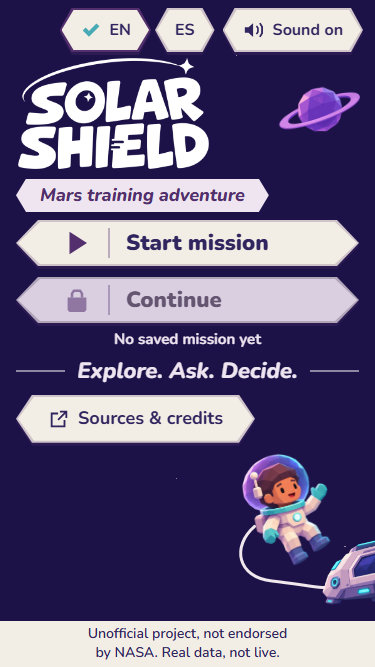 EN
ES
Sound on
SOLAR
SHIELD
Mars training adventure
Start mission
Continue
No saved mission yet
Explore. Ask. Decide.
Sources & credits
Unofficial project, not endorsed
by NASA. Real data, not live.